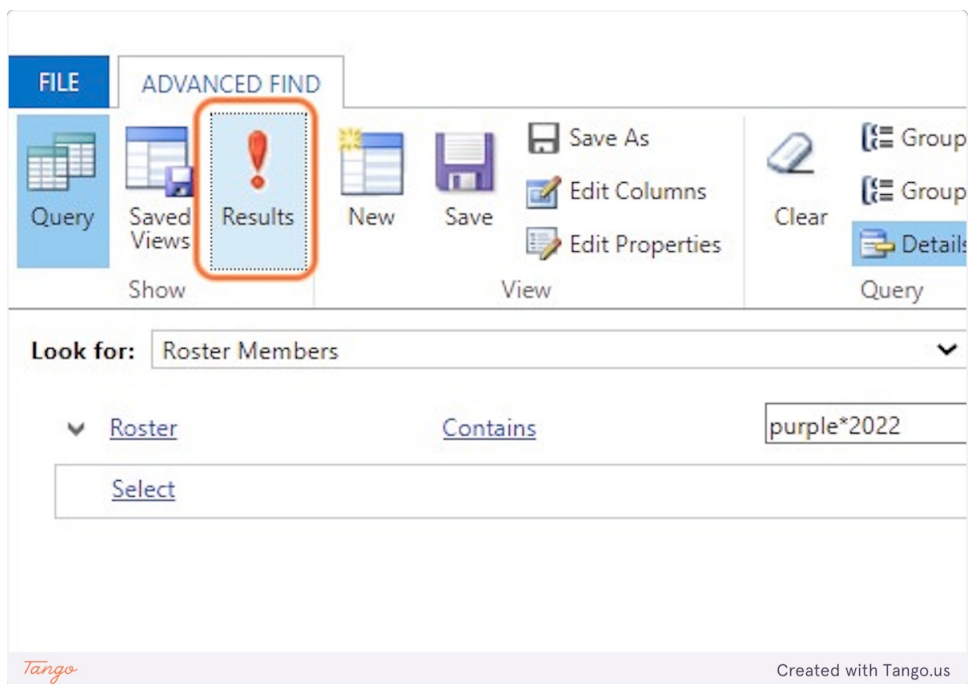 FILE
ADVANCED FIND
Query
Saved Views
Results
New
Save
Save As
Edit Columns
Edit Properties
Clear
Group
Group
Details
Show
View
Query
Look for: Roster Members
Roster Contains purple*2022
Select
Tango
Created with Tango.us